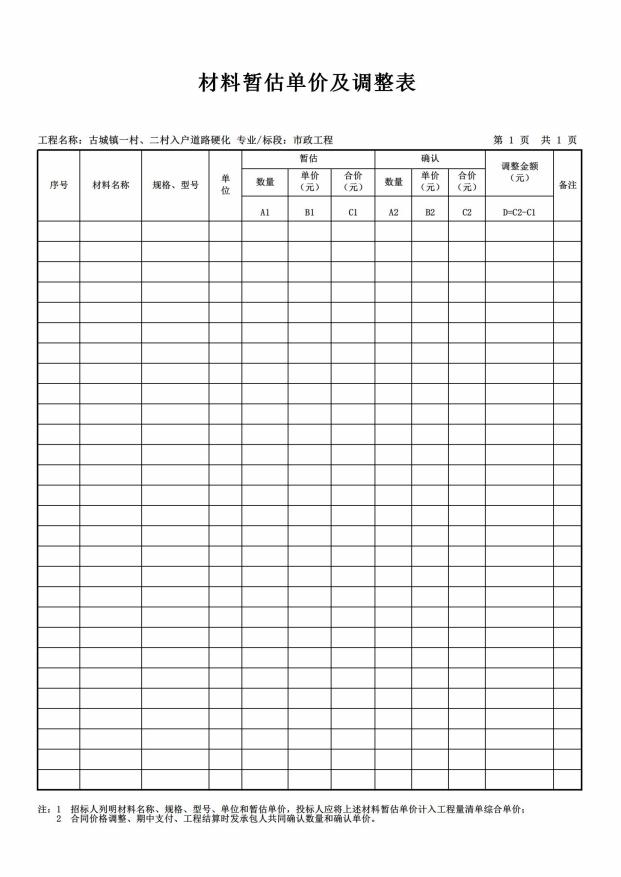 材料暂估单价及调整表
工程名称：古城镇一村、二村入户道路硬化 专业/标段：市政工程 第 1 页 共 1 页
序号 材料名称 规格、型号 单位 暂估 确认 调整金额（元） 备注
数量 单价（元） 合价（元） 数量 单价（元） 合价（元）
A1 B1 C1 A2 B2 C2 D=C2-C1
注：1 招标人列明材料名称、规格、型号、单位和暂估单价，投标人应将上述材料暂估单价计入工程量清单综合单价；
2 合同价格调整、期中支付、工程结算时发承包人共同确认数量和确认单价。